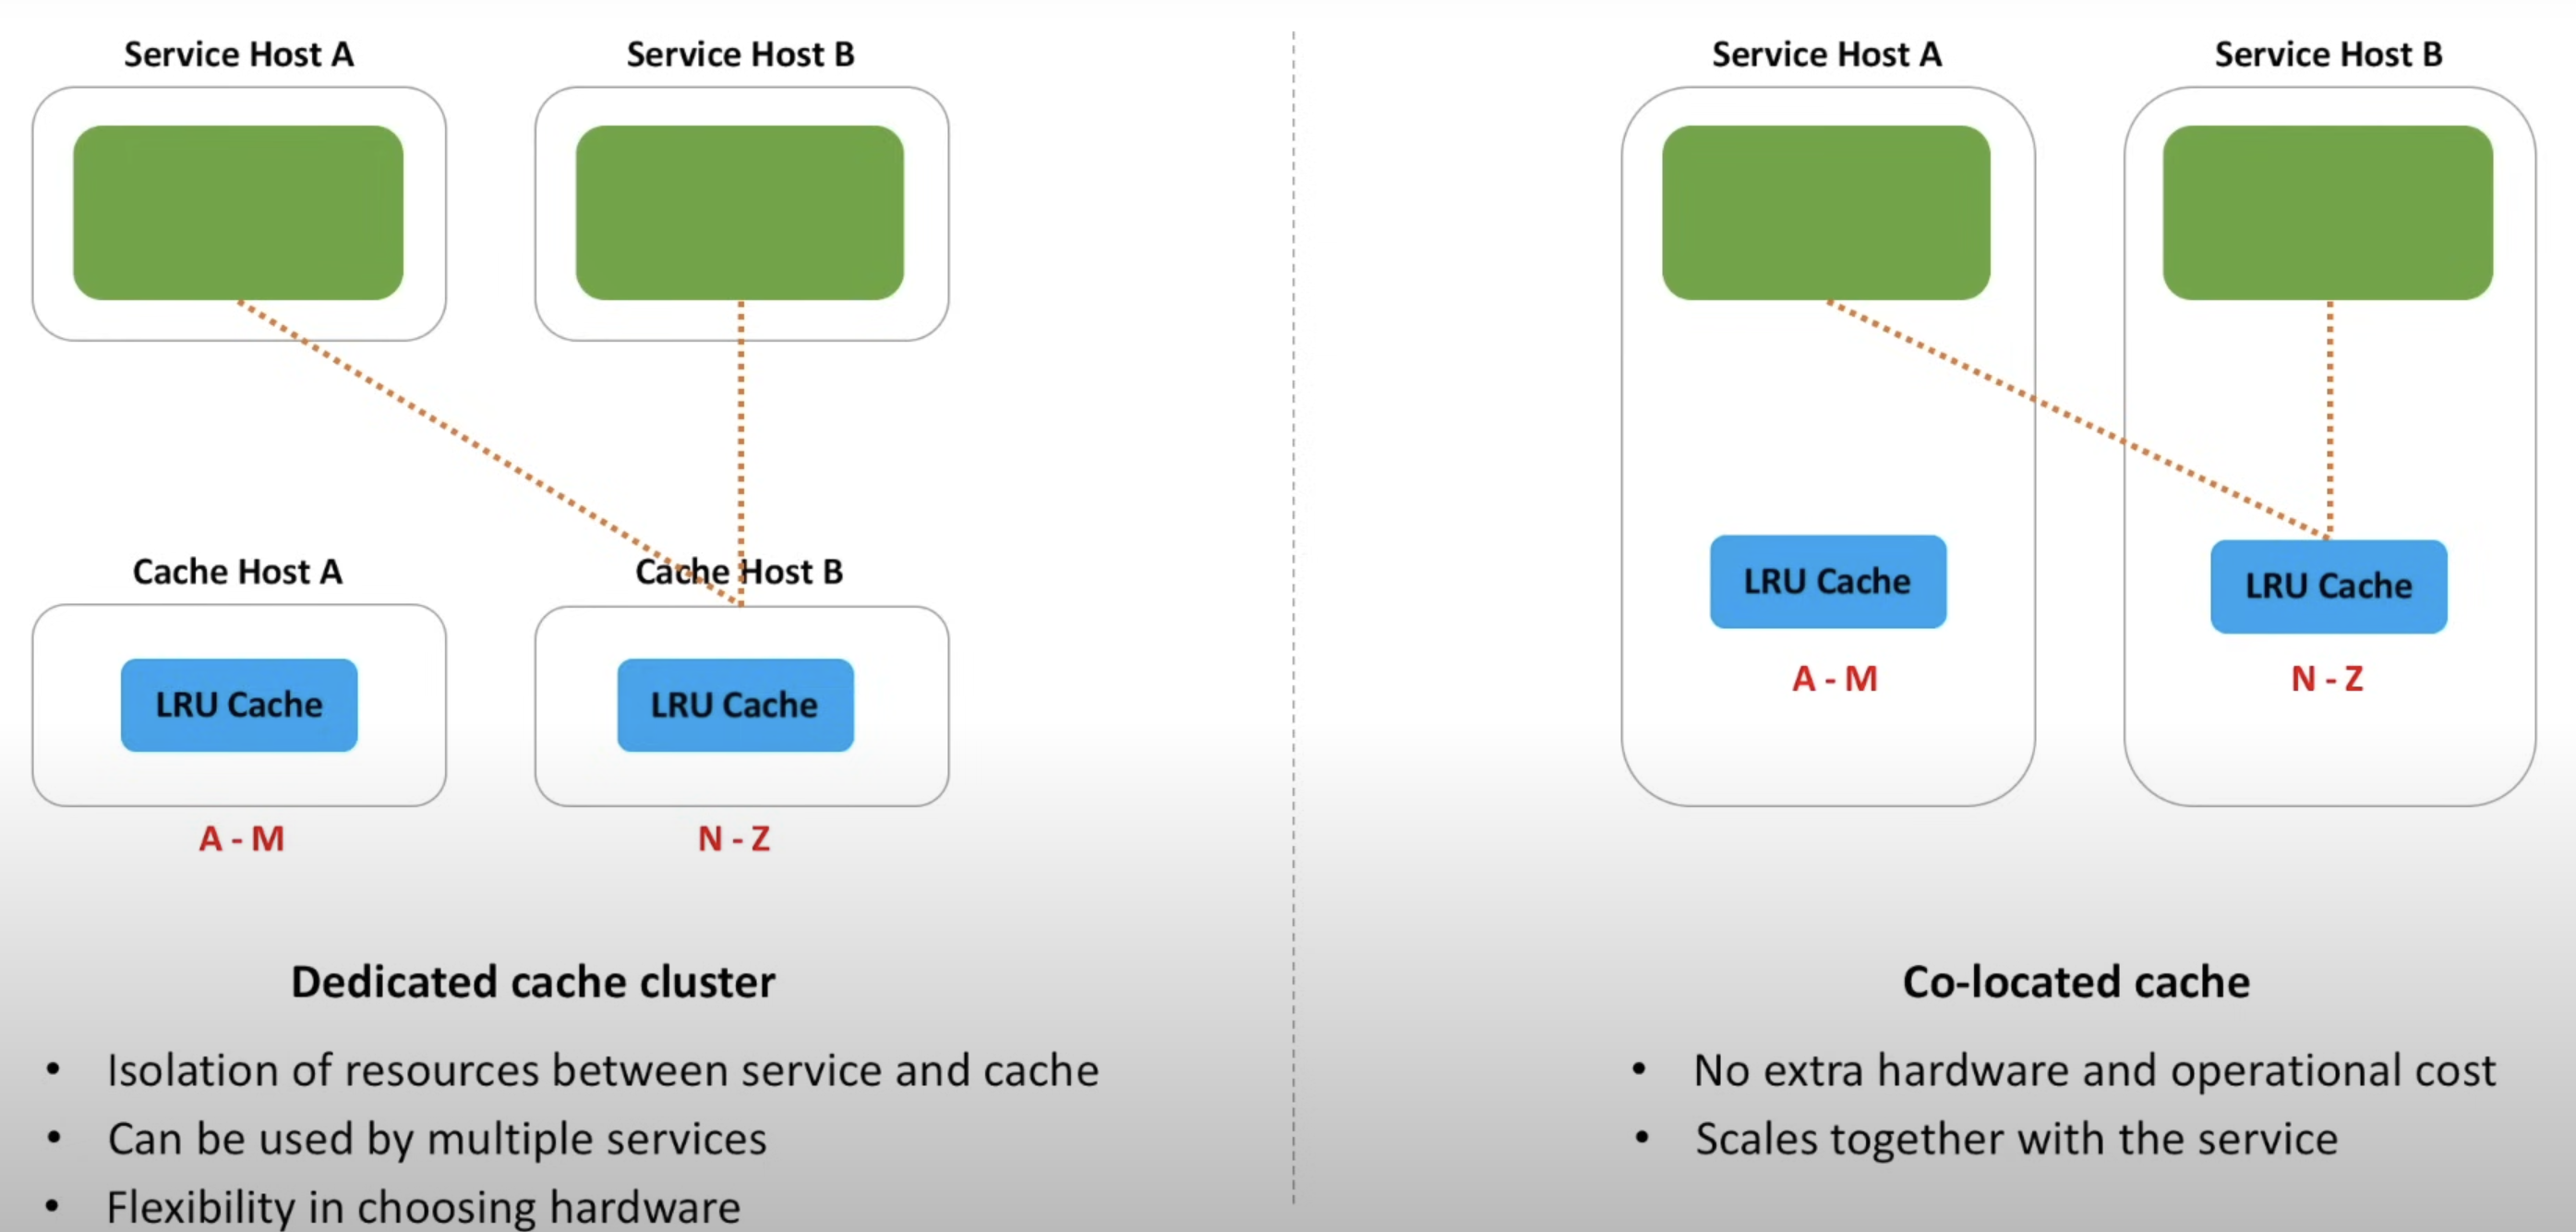 Service Host A
Service Host B
Cache Host A
Cache Host B
LRU Cache
LRU Cache
A - M
N - Z
Dedicated cache cluster
• Isolation of resources between service and cache
• Can be used by multiple services
• Flexibility in choosing hardware
Service Host A
Service Host B
LRU Cache
LRU Cache
A - M
N - Z
Co-located cache
• No extra hardware and operational cost
• Scales together with the service